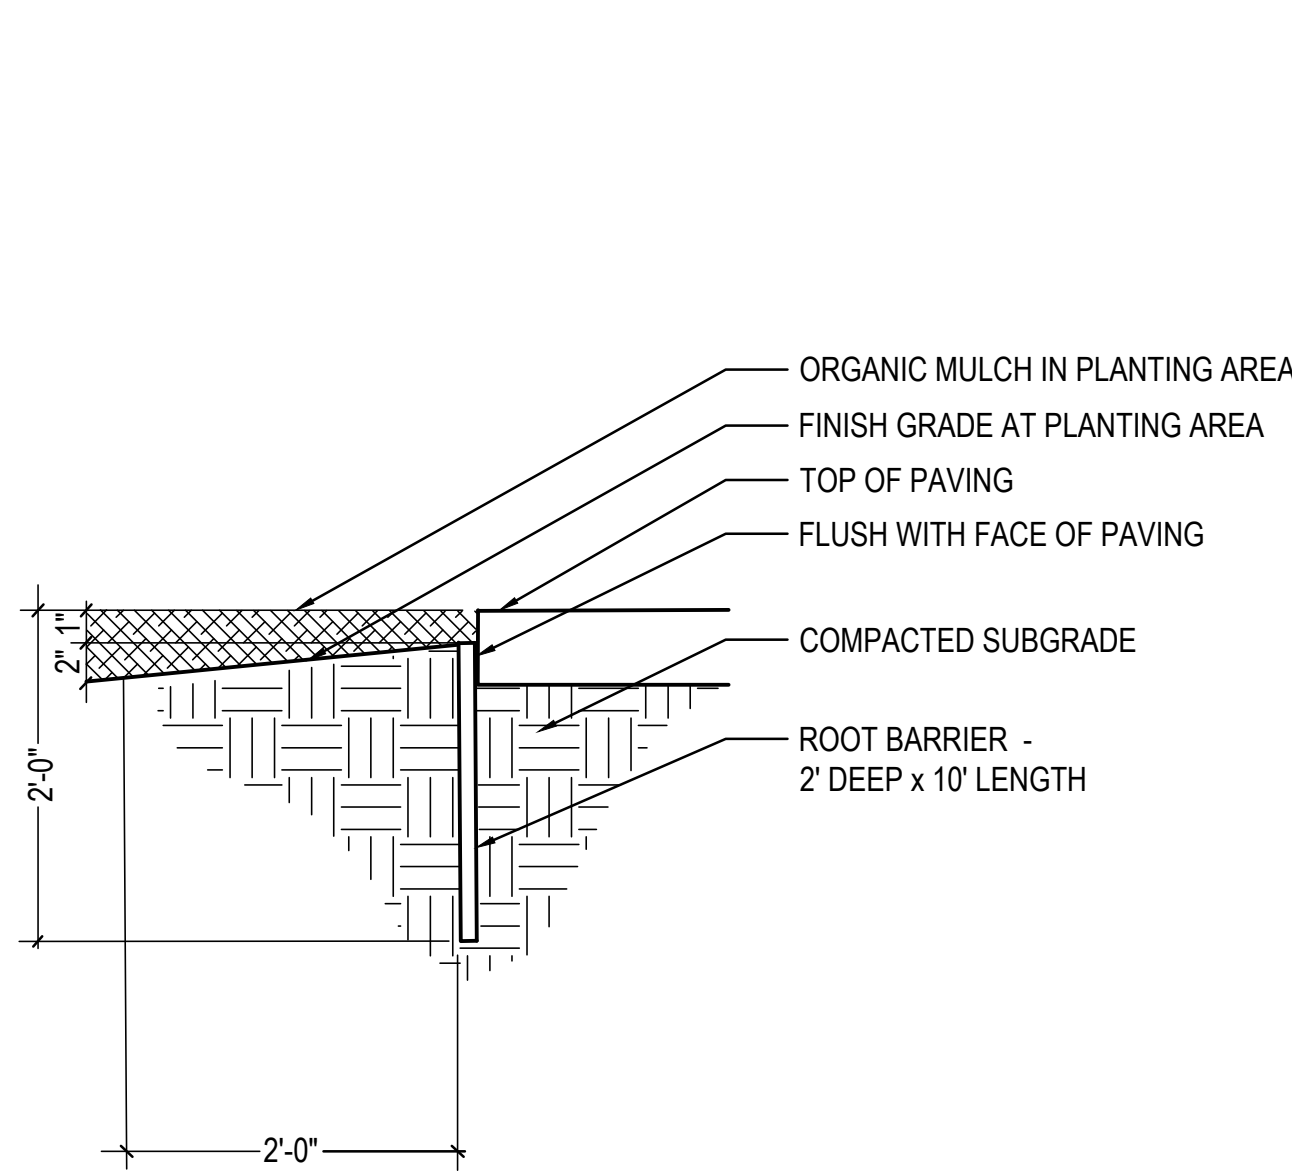 ORGANIC MULCH IN PLANTING AREA
FINISH GRADE AT PLANTING AREA
TOP OF PAVING
FLUSH WITH FACE OF PAVING
COMPACTED SUBGRADE
ROOT BARRIER -
2' DEEP x 10' LENGTH
1"
2"
2'-0"
2'-0"